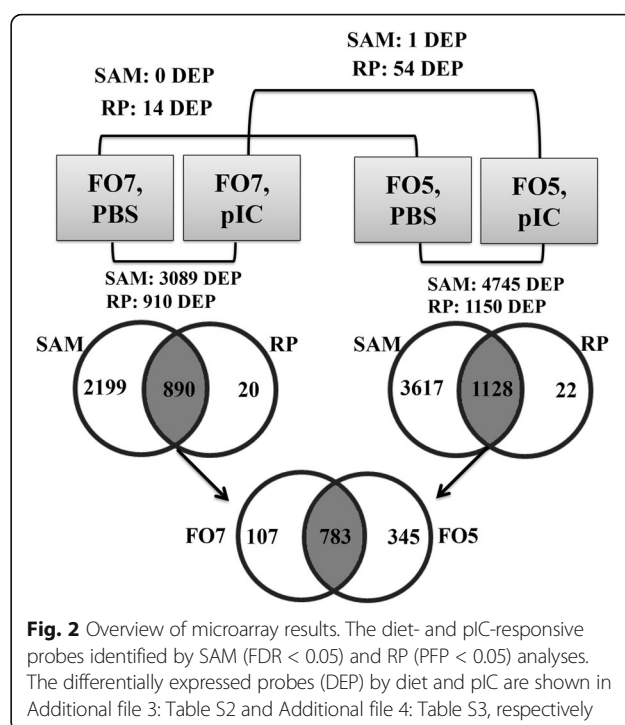 SAM: 1 DEP
RP: 54 DEP
SAM: 0 DEP
RP: 14 DEP
FO7,
PBS
FO7,
pIC
FO5,
PBS
FO5,
pIC
SAM: 3089 DEP
RP: 910 DEP
SAM: 4745 DEP
RP: 1150 DEP
SAM
RP
2199
890
20
SAM
RP
3617
1128
22
FO7
107
783
345
FO5
Fig. 2 Overview of microarray results. The diet- and pIC-responsive
probes identified by SAM (FDR < 0.05) and RP (PFP < 0.05) analyses.
The differentially expressed probes (DEP) by diet and pIC are shown in
Additional file 3: Table S2 and Additional file 4: Table S3, respectively